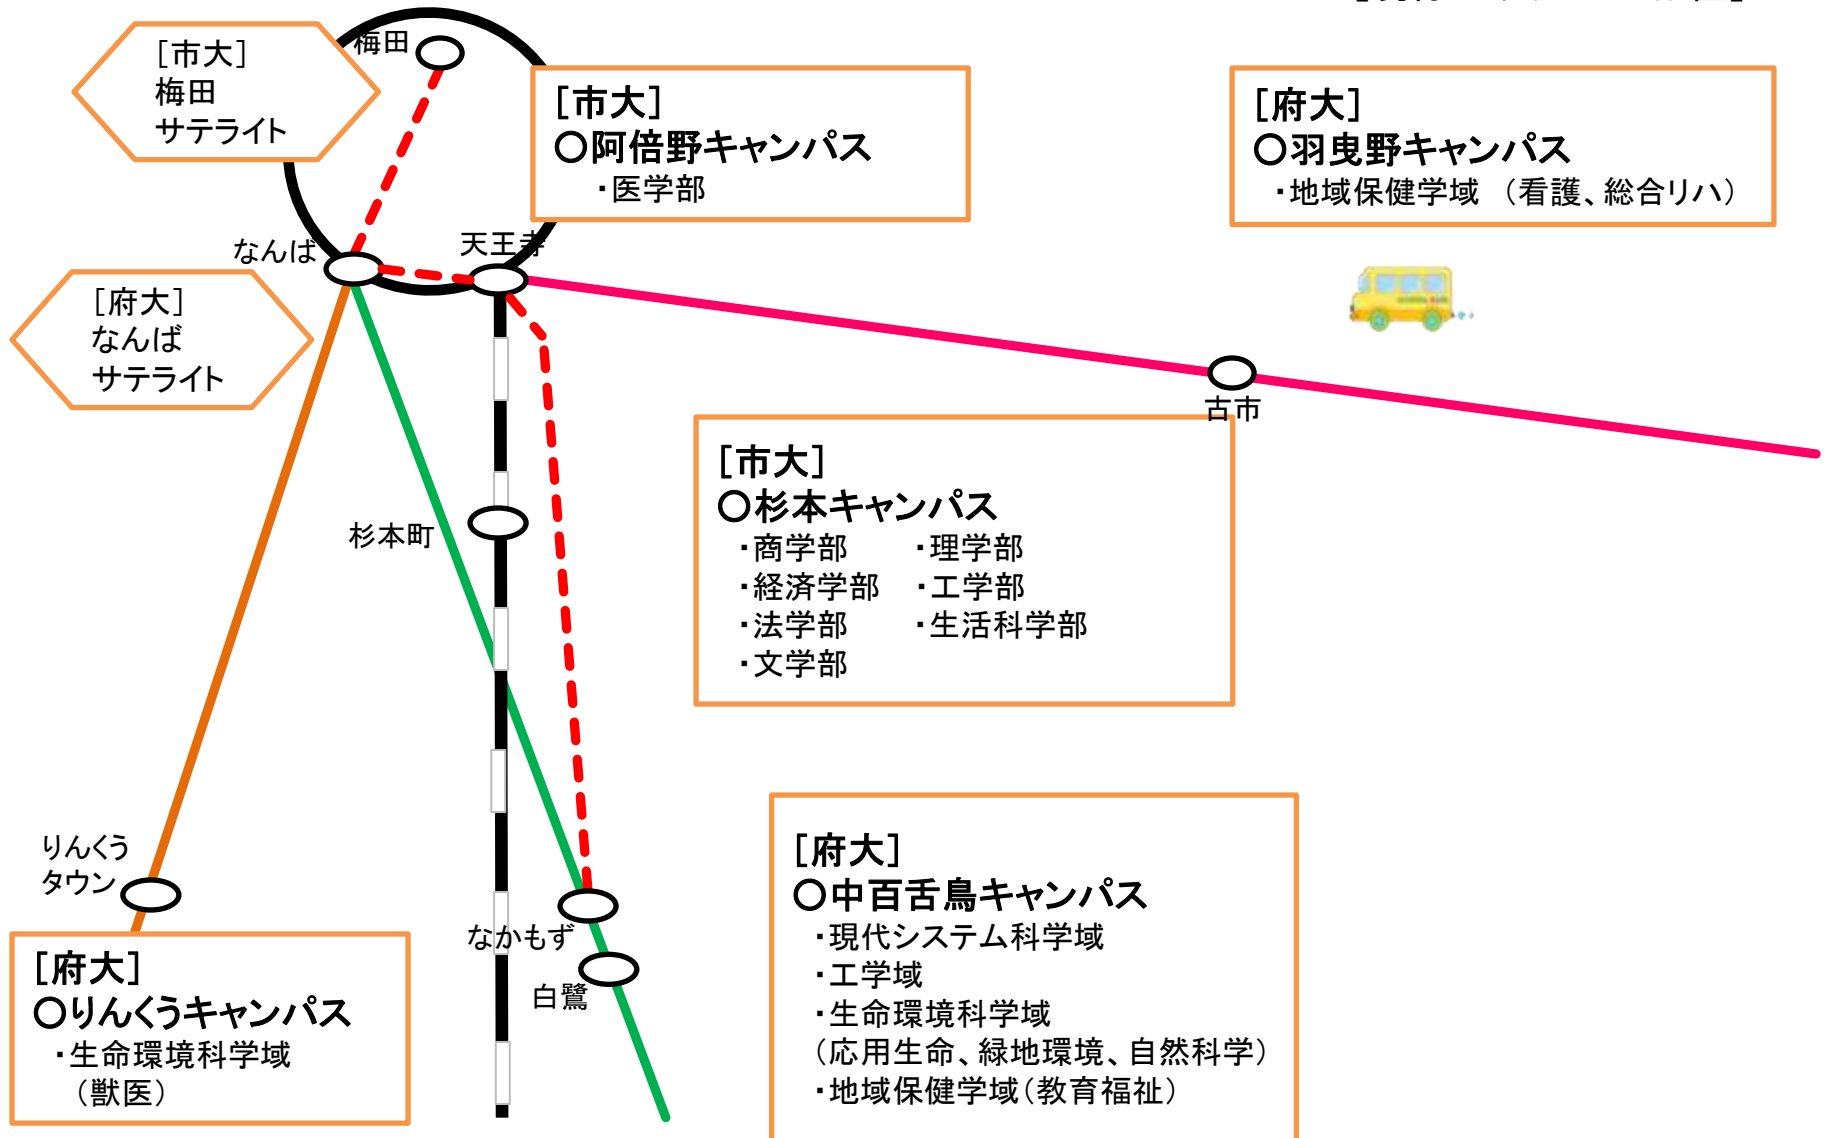 [市大]
梅田
サテライト
梅田
[市大]
○阿倍野キャンパス
・医学部
[府大]
○羽曳野キャンパス
・地域保健学域 （看護、総合リハ）
なんば
天王寺
[府大]
なんば
サテライト
古市
[市大]
○杉本キャンパス
・商学部 ・理学部
・経済学部 ・工学部
・法学部 ・生活科学部
・文学部
杉本町
りんくう
タウン
なかもず
白鷺
[府大]
○りんくうキャンパス
・生命環境科学域
（獣医）
[府大]
○中百舌鳥キャンパス
・現代システム科学域
・工学域
・生命環境科学域
（応用生命、緑地環境、自然科学）
・地域保健学域（教育福祉）